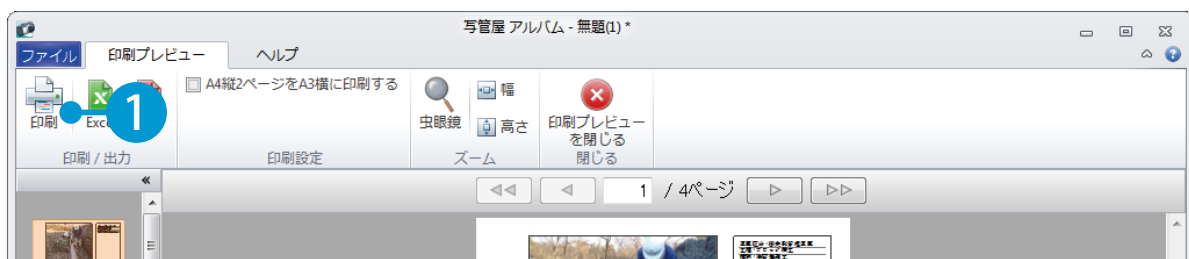 写管屋 アルバム - 無題(1) *
ファイル 印刷プレビュー ヘルプ
A4縦2ページをA3横に印刷する
幅
印刷 1 虫眼鏡 高さ 印刷プレビュー
を閉じる
印刷 / 出力 印刷設定 ズーム 閉じる
1 / 4ページ